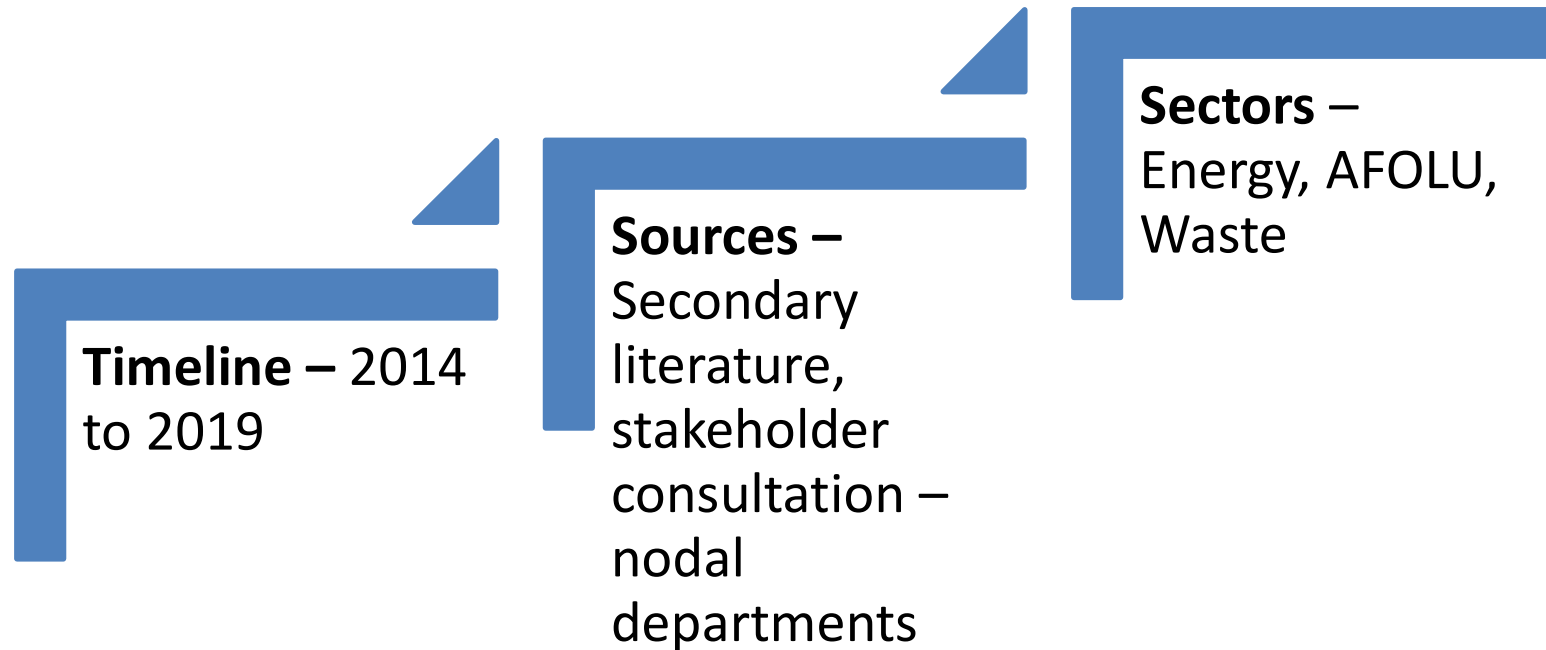 Timeline – 2014
to 2019
Sources –
Secondary
literature,
stakeholder
consultation –
nodal
departments
Sectors –
Energy, AFOLU,
Waste